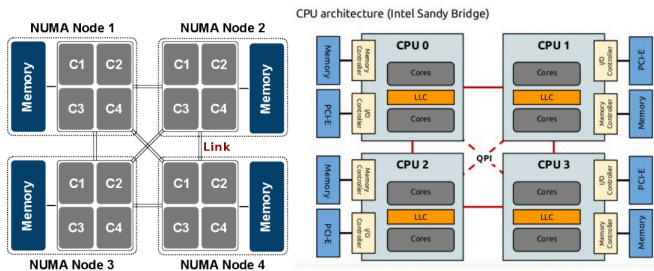 CPU architecture (Intel Sandy Bridge)
NUMA Node 1
NUMA Node 2
Memory
C1 C2
C3 C4
C1 C2
C3 C4
Memory
Link
Memory
C1 C2
C3 C4
C1 C2
C3 C4
Memory
NUMA Node 3
NUMA Node 4
CPU 0
Memory
Memory Controller
Cores
LLC
Cores
PCI-E
I/O Controller
CPU 1
Cores
LLC
Cores
I/O Controller
PCI-E
Memory Controller
Memory
QPI
CPU 2
Memory
Memory Controller
Cores
LLC
Cores
PCI-E
I/O Controller
CPU 3
Cores
LLC
Cores
I/O Controller
PCI-E
Memory Controller
Memory